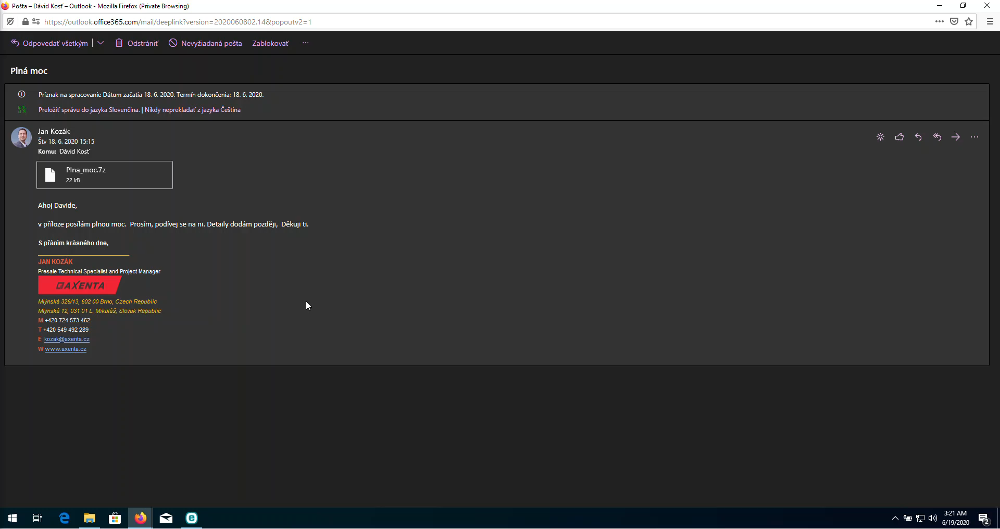 Pošta – Dávid Kosť – Outlook - Mozilla Firefox (Private Browsing)
https://outlook.office365.com/mail/deeplink?version=2020060802.14&popoutv2=1
Odpovedať všetkým
Odstrániť
Nevyžiadaná pošta
Zablokovať
Plná moc
Príznak na spracovanie Dátum začatia 18. 6. 2020. Termín dokončenia: 18. 6. 2020.
Preložiť správu do jazyka Slovenčina. | Nikdy neprekladať z jazyka Čeština
Jan Kozák
Štv 18. 6. 2020 15:15
Komu: Dávid Kosť
Plna_moc.7z
22 kB
Ahoj Davide,
v příloze posílám plnou moc. Prosím, podívej se na ni. Detaily dodám později, Děkuji ti.
S přáním krásného dne,
JAN KOZÁK
Presale Technical Specialist and Project Manager
AXENTA
Mlýnská 326/13, 602 00 Brno, Czech Republic
Mlynská 12, 031 01 L. Mikuláš, Slovak Republic
M +420 724 573 462
T +420 549 492 289
E kozak@axenta.cz
W www.axenta.cz
3:21 AM
6/19/2020
2